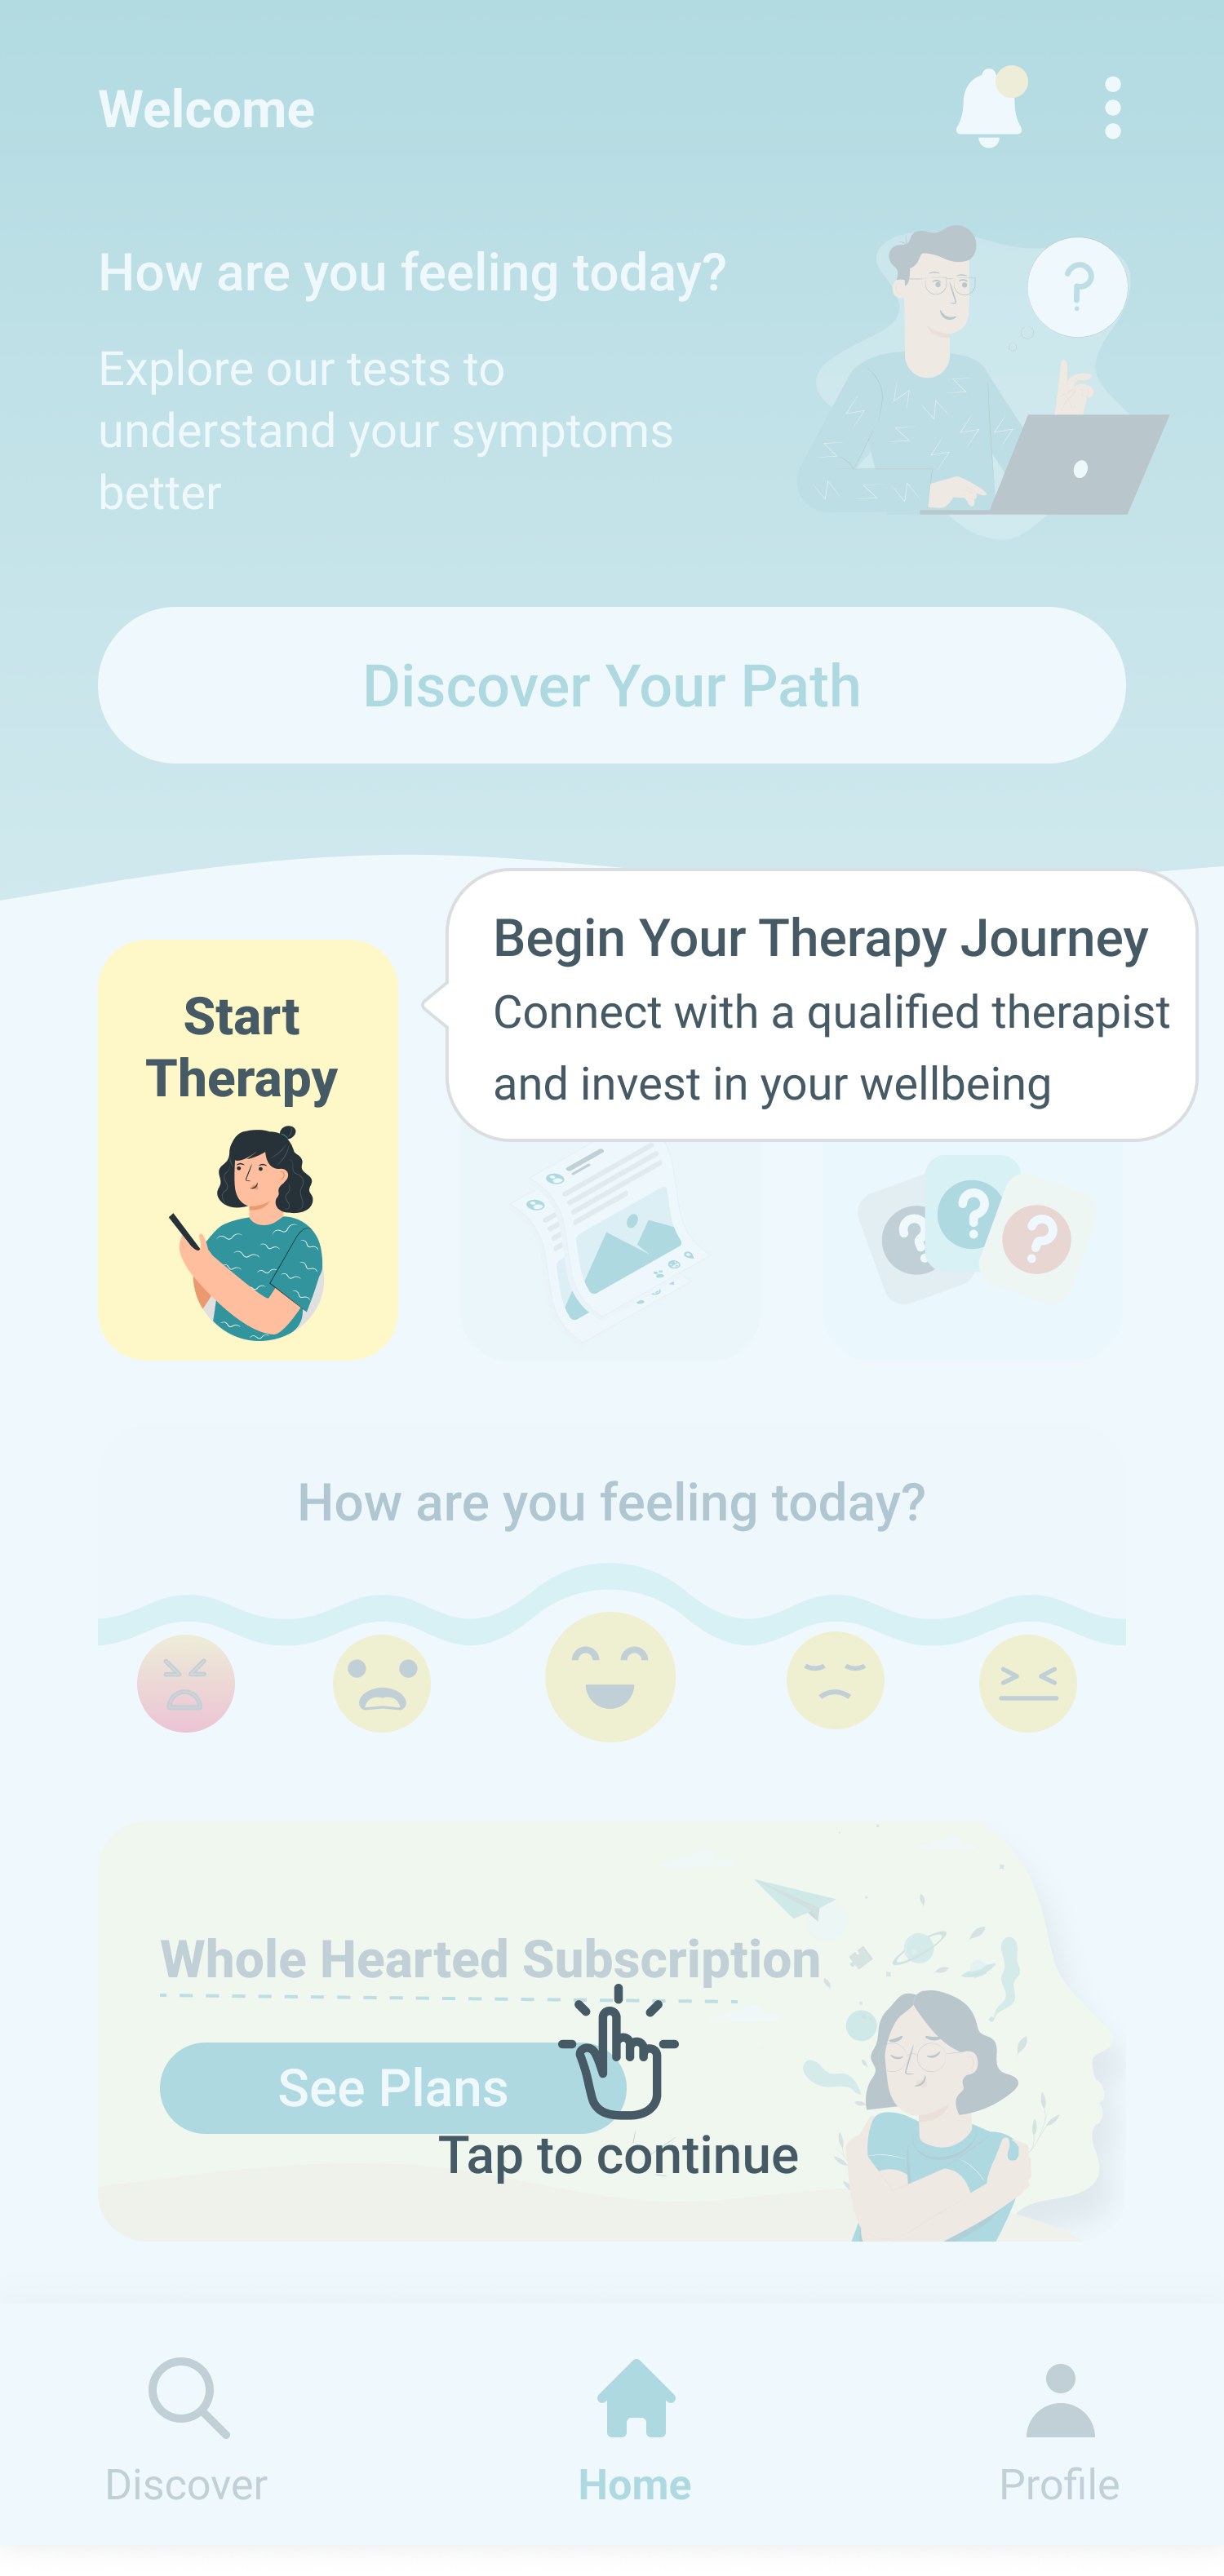 Welcome
How are you feeling today?
Explore our tests to
understand your symptoms
better
Discover Your Path
Start
Therapy
Begin Your Therapy Journey
Connect with a qualified therapist
and invest in your wellbeing
How are you feeling today?
Whole Hearted Subscription
See Plans
Tap to continue
Discover
Home
Profile